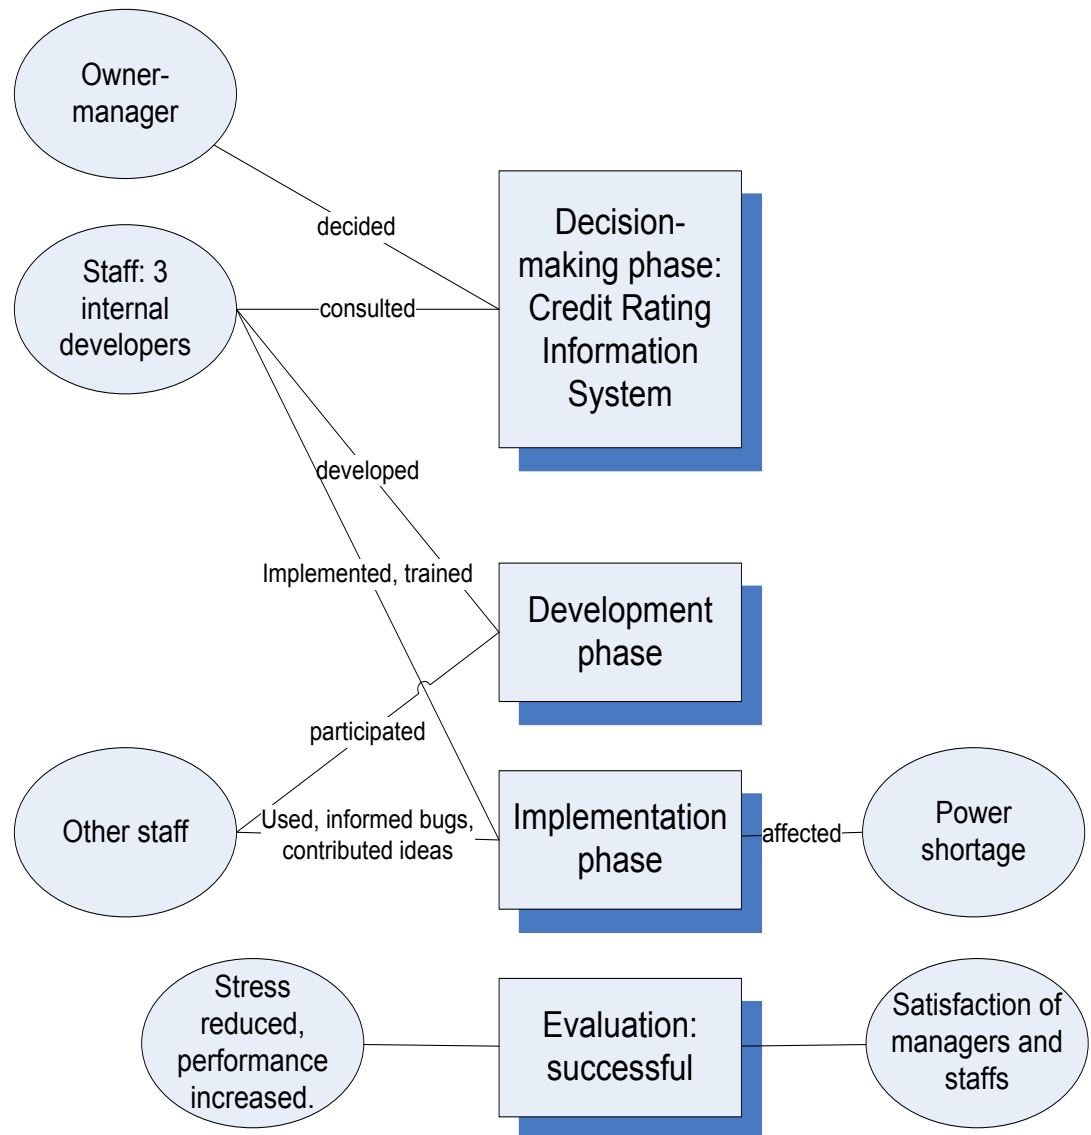 Owner-
manager
decided
Staff: 3
internal
developers
consulted
Decision-
making phase:
Credit Rating
Information
System
developed
Implemented, trained
Development
phase
participated
Other staff
Used, informed bugs,
contributed ideas
Implementation
phase
affected
Power
shortage
Stress
reduced,
performance
increased.
Evaluation:
successful
Satisfaction of
managers and
staffs